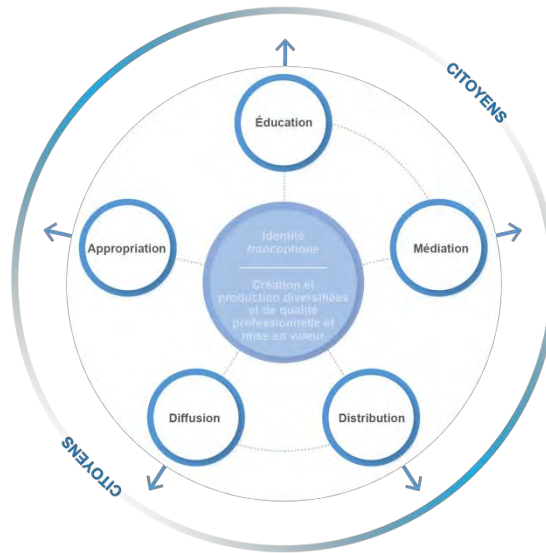 CITOYENS
Éducation
Appropriation
Identité
francophone
Création et
production diversifiées
et de qualité
professionnelle et
mise en valeur
Médiation
Diffusion
Distribution
CITOYENS